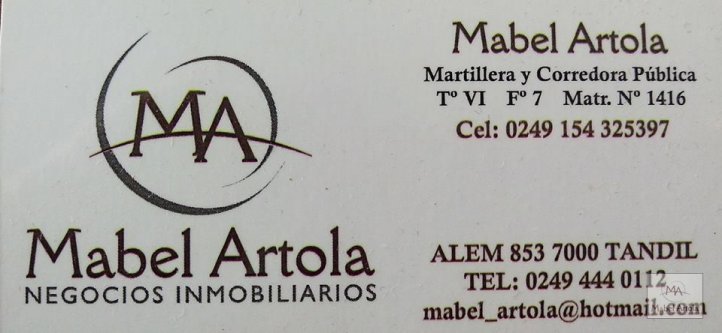 MA
Mabel Artola
NEGOCIOS INMOBILIARIOS
Mabel Artola
Martillera y Corredora Pública
Tº VI Fº 7 Matr. Nº 1416
Cel: 0249 154 325397
ALEM 853 7000 TANDIL
TEL: 0249 444 0112
mabel_artola@hotmail.com
MA